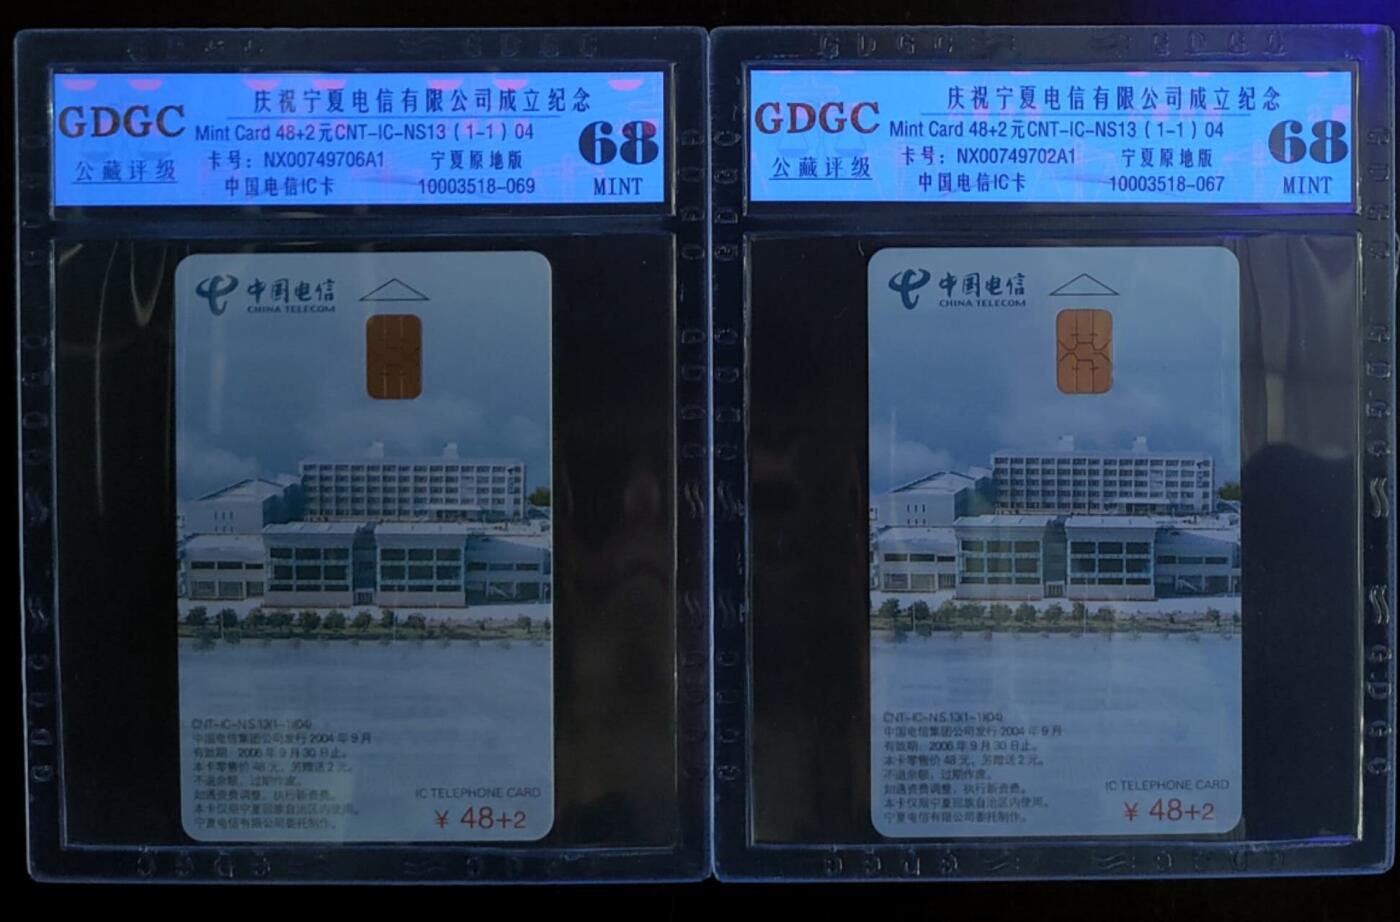 GDGC
公藏评级
庆祝宁夏电信有限公司成立纪念
Mint Card 48+2元CNT-IC-NS13 (1-1) 04
卡号: NX00749706A1 宁夏原地版
中国电信IC卡 10003518-069
68
MINT
中国电信
CHINA TELECOM
CNT-IC-N.S.13(1-1)(04)
中国电信集团公司发行 2004 年 9 月
有效期: 2006 年 9 月 30 日止。
本卡零售价 48 元, 另赠送 2 元。
不退余额, 过期作废。
如遇资费调整, 执行新资费。
本卡仅限宁夏回族自治区内使用。
宁夏电信有限公司委托制作。
IC TELEPHONE CARD
¥ 48+2
GDGC
公藏评级
庆祝宁夏电信有限公司成立纪念
Mint Card 48+2元CNT-IC-NS13 (1-1) 04
卡号: NX00749702A1 宁夏原地版
中国电信IC卡 10003518-067
68
MINT
中国电信
CHINA TELECOM
CNT-IC-N.S.13(1-1)(04)
中国电信集团公司发行 2004 年 9 月
有效期: 2006 年 9 月 30 日止。
本卡零售价 48 元, 另赠送 2 元。
不退余额, 过期作废。
如遇资费调整, 执行新资费。
本卡仅限宁夏回族自治区内使用。
宁夏电信有限公司委托制作。
IC TELEPHONE CARD
¥ 48+2